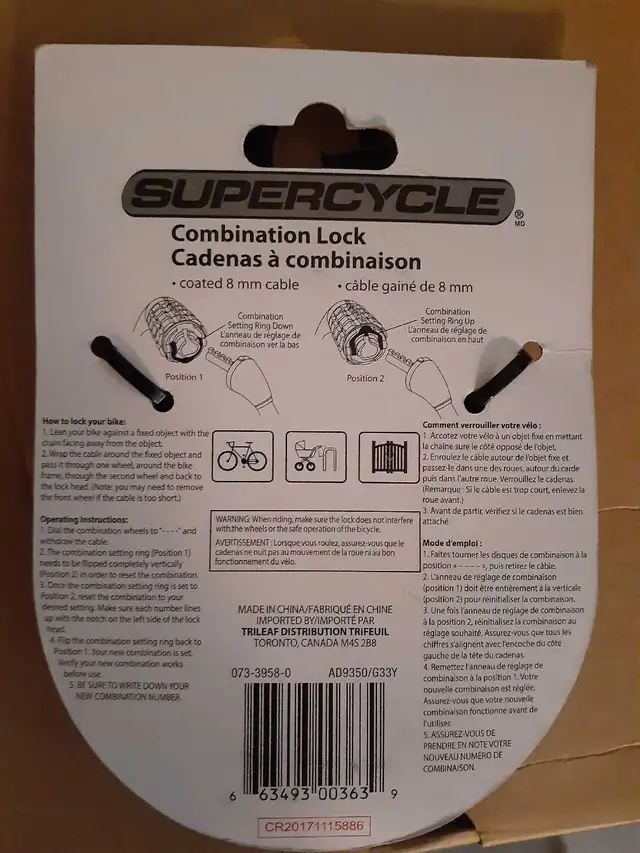 SUPERCYCLE
®
MD
Combination Lock
Cadenas à combinaison
• coated 8 mm cable
• câble gainé de 8 mm
Combination
Setting Ring Down
L'anneau de réglage de
combinaison ver la bas
Position 1
Combination
Setting Ring Up
L'anneau de réglage de
combinaison en haut
Position 2
How to lock your bike:
1. Lean your bike against a fixed object with the
chain facing away from the object.
2. Wrap the cable around the fixed object and
pass it through one wheel, around the bike
frame, through the second wheel and back to
the lock head. (Note: you may need to remove
the front wheel if the cable is too short.)
Operating Instructions:
1. Dial the combination wheels to "- - - -" and
withdraw the cable.
2. The combination setting ring (Position 1)
needs to be flipped completely vertically
(Position 2) in order to reset the combination.
3. Once the combination setting ring is set to
Position 2, reset the combination to your
desired setting. Make sure each number lines
up with the notch on the left side of the lock
head.
4. Flip the combination setting ring back to
Position 1. Your new combination is set.
Verify your new combination works
before use.
5. BE SURE TO WRITE DOWN YOUR
NEW COMBINATION NUMBER.
WARNING: When riding, make sure the lock does not interfere
with the wheels or the safe operation of the bicycle.
AVERTISSEMENT : Lorsque vous roulez, assurez-vous que le
cadenas ne nuit pas au mouvement de la roue ni au bon
fonctionnement du vélo.
MADE IN CHINA/FABRIQUÉ EN CHINE
IMPORTED BY/IMPORTÉ PAR
TRILEAF DISTRIBUTION TRIFEUIL
TORONTO, CANADA M4S 2B8
073-3958-0 AD9350/G33Y
6 63493 00363 9
CR20171115886
Comment verrouiller votre vélo :
1. Accotez votre vélo à un objet fixe en mettant
la chaîne sure le côté opposé de l'objet.
2. Enroulez le câble autour de l'objet fixe et
passez-le dans une des roues, autour du carde
puis dans l'autre roue. Verrouillez le cadenas.
(Remarque : Si le câble est trop court, enlevez la
roue avant.)
3. Avant de partir, vérifiez si le cadenas est bien
attaché.
Mode d'emploi :
1. Faites tourner les disques de combinaison à la
position « – – – – », puis retirez le câble.
2. L'anneau de réglage de combinaison
(position 1) doit être entièrement à la verticale
(position 2) pour réinitialiser la combinaison.
3. Une fois l'anneau de réglage de combinaison
à la position 2, réinitialisez la combinaison au
réglage souhaité. Assurez-vous que tous les
chiffres s'alignent avec l'encoche du côté
gauche de la tête du cadenas.
4. Remettez l'anneau de réglage de
combinaison à la position 1. Votre
nouvelle combinaison est réglée.
Assurez-vous que votre nouvelle
combinaison fonctionne avant de
l'utiliser.
5. ASSUREZ-VOUS DE
PRENDRE EN NOTE VOTRE
NOUVEAU NUMÉRO DE
COMBINAISON.